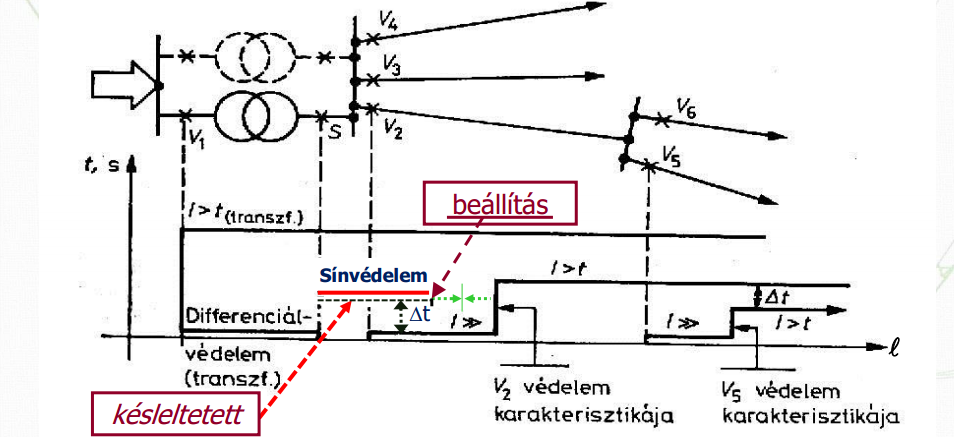 V4
V3
V1
S
V2
V6
V5
t, s
I>t(transzf.)
beállítás
Sínvédelem
I>t
Δt
Δt
Differenciál-
I≫
I≫
I>t
l
védelem
(transzf.)
V2 védelem
karakterisztikája
V5 védelem
karakterisztikája
késleltetett